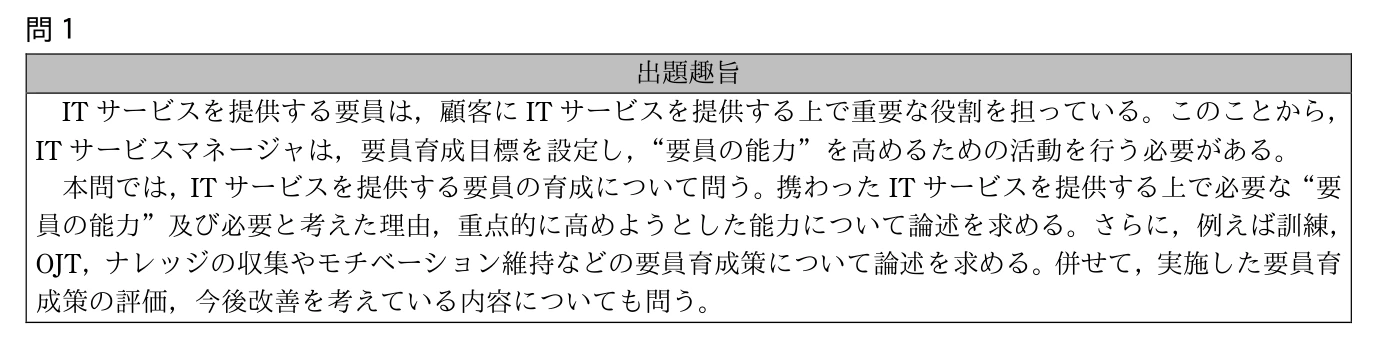 問1
出題趣旨
IT サービスを提供する要員は，顧客に IT サービスを提供する上で重要な役割を担っている。このことから，
IT サービスマネージャは，要員育成目標を設定し，“要員の能力”を高めるための活動を行う必要がある。
本問では，IT サービスを提供する要員の育成について問う。携わった IT サービスを提供する上で必要な“要
員の能力”及び必要と考えた理由，重点的に高めようとした能力について論述を求める。さらに，例えば訓練，
OJT，ナレッジの収集やモチベーション維持などの要員育成策について論述を求める。併せて，実施した要員育
成策の評価，今後改善を考えている内容についても問う。